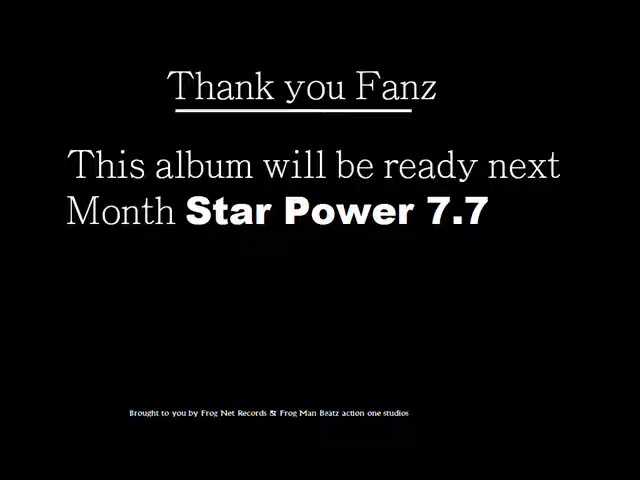 Thank you Fanz
This album will be ready next
Month Star Power 7.7
Brought to you by Frog Net Records & Frog Man Beatz action one studios